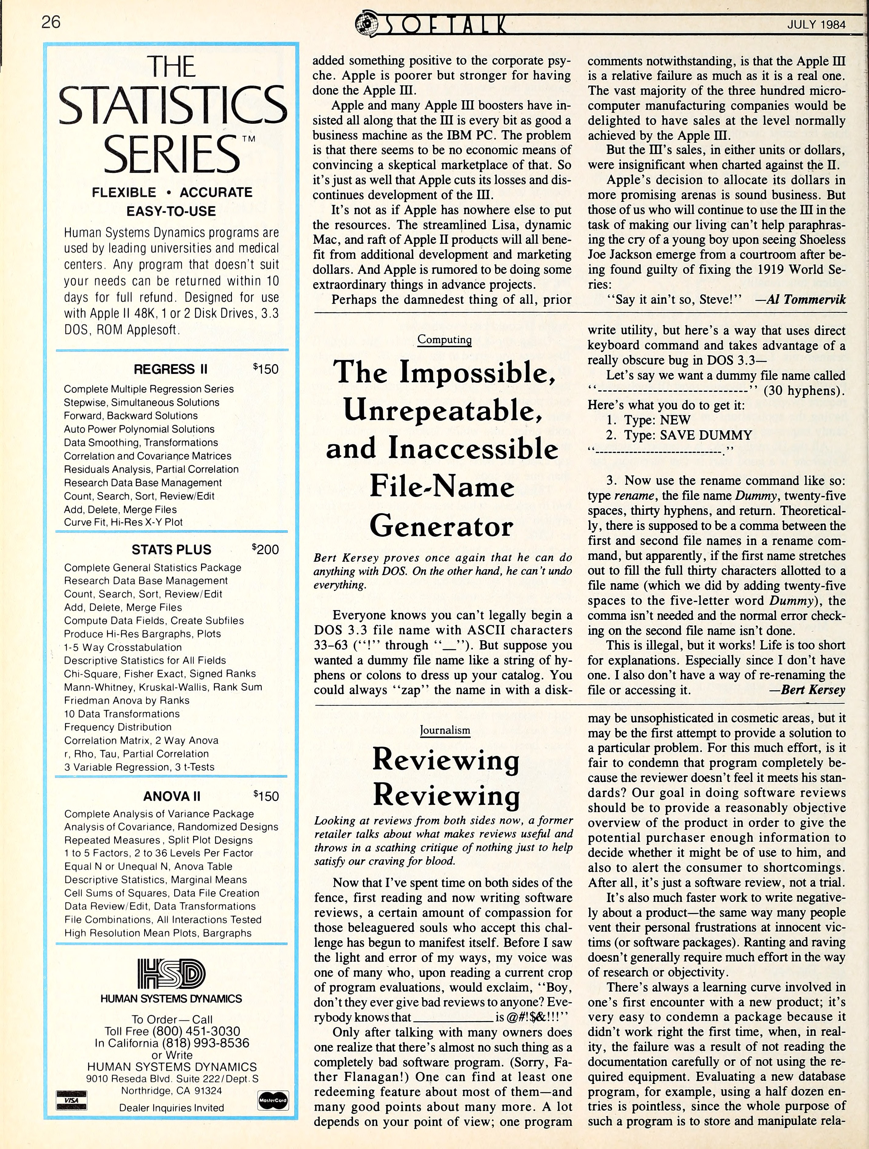 26
SOFTALK
JULY 1984
THE
STATISTICS
SERIES™
FLEXIBLE • ACCURATE
EASY-TO-USE
Human Systems Dynamics programs are
used by leading universities and medical
centers. Any program that doesn't suit
your needs can be returned within 10
days for full refund. Designed for use
with Apple II 48K, 1 or 2 Disk Drives, 3.3
DOS, ROM Applesoft.
REGRESS II $150
Complete Multiple Regression Series
Stepwise, Simultaneous Solutions
Forward, Backward Solutions
Auto Power Polynomial Solutions
Data Smoothing, Transformations
Correlation and Covariance Matrices
Residuals Analysis, Partial Correlation
Research Data Base Management
Count, Search, Sort, Review/Edit
Add, Delete, Merge Files
Curve Fit, Hi-Res X-Y Plot
STATS PLUS $200
Complete General Statistics Package
Research Data Base Management
Count, Search, Sort, Review/Edit
Add, Delete, Merge Files
Compute Data Fields, Create Subfiles
Produce Hi-Res Bargraphs, Plots
1-5 Way Crosstabulation
Descriptive Statistics for All Fields
Chi-Square, Fisher Exact, Signed Ranks
Mann-Whitney, Kruskal-Wallis, Rank Sum
Friedman Anova by Ranks
10 Data Transformations
Frequency Distribution
Correlation Matrix, 2 Way Anova
r, Rho, Tau, Partial Correlation
3 Variable Regression, 3 t-Tests
ANOVA II $150
Complete Analysis of Variance Package
Analysis of Covariance, Randomized Designs
Repeated Measures, Split Plot Designs
1 to 5 Factors, 2 to 36 Levels Per Factor
Equal N or Unequal N, Anova Table
Descriptive Statistics, Marginal Means
Cell Sums of Squares, Data File Creation
Data Review/Edit, Data Transformations
File Combinations, All Interactions Tested
High Resolution Mean Plots, Bargraphs
HSD
HUMAN SYSTEMS DYNAMICS
To Order—Call
Toll Free (800) 451-3030
In California (818) 993-8536
or Write
HUMAN SYSTEMS DYNAMICS
9010 Reseda Blvd. Suite 222/Dept. S
Northridge, CA 91324
Dealer Inquiries Invited
VISA
MasterCard
added something positive to the corporate psy-
che. Apple is poorer but stronger for having
done the Apple III.
Apple and many Apple III boosters have in-
sisted all along that the III is every bit as good a
business machine as the IBM PC. The problem
is that there seems to be no economic means of
convincing a skeptical marketplace of that. So
it's just as well that Apple cuts its losses and dis-
continues development of the III.
It's not as if Apple has nowhere else to put
the resources. The streamlined Lisa, dynamic
Mac, and raft of Apple II products will all bene-
fit from additional development and marketing
dollars. And Apple is rumored to be doing some
extraordinary things in advance projects.
Perhaps the damnedest thing of all, prior
comments notwithstanding, is that the Apple III
is a relative failure as much as it is a real one.
The vast majority of the three hundred micro-
computer manufacturing companies would be
delighted to have sales at the level normally
achieved by the Apple III.
But the III's sales, in either units or dollars,
were insignificant when charted against the II.
Apple's decision to allocate its dollars in
more promising arenas is sound business. But
those of us who will continue to use the III in the
task of making our living can't help paraphras-
ing the cry of a young boy upon seeing Shoeless
Joe Jackson emerge from a courtroom after be-
ing found guilty of fixing the 1919 World Se-
ries:
"Say it ain't so, Steve!" —Al Tommervik
Computing
The Impossible,
Unrepeatable,
and Inaccessible
File-Name
Generator
Bert Kersey proves once again that he can do
anything with DOS. On the other hand, he can't undo
everything.
Everyone knows you can't legally begin a
DOS 3.3 file name with ASCII characters
33–63 ("!" through "_"). But suppose you
wanted a dummy file name like a string of hy-
phens or colons to dress up your catalog. You
could always "zap" the name in with a disk-
write utility, but here's a way that uses direct
keyboard command and takes advantage of a
really obscure bug in DOS 3.3—
Let's say we want a dummy file name called
"------------------------------" (30 hyphens).
Here's what you do to get it:
1. Type: NEW
2. Type: SAVE DUMMY
"------------------------------."
3. Now use the rename command like so:
type rename, the file name Dummy, twenty-five
spaces, thirty hyphens, and return. Theoretical-
ly, there is supposed to be a comma between the
first and second file names in a rename com-
mand, but apparently, if the first name stretches
out to fill the full thirty characters allotted to a
file name (which we did by adding twenty-five
spaces to the five-letter word Dummy), the
comma isn't needed and the normal error check-
ing on the second file name isn't done.
This is illegal, but it works! Life is too short
for explanations. Especially since I don't have
one. I also don't have a way of re-renaming the
file or accessing it. —Bert Kersey
Journalism
Reviewing
Reviewing
Looking at reviews from both sides now, a former
retailer talks about what makes reviews useful and
throws in a scathing critique of nothing just to help
satisfy our craving for blood.
Now that I've spent time on both sides of the
fence, first reading and now writing software
reviews, a certain amount of compassion for
those beleaguered souls who accept this chal-
lenge has begun to manifest itself. Before I saw
the light and error of my ways, my voice was
one of many who, upon reading a current crop
of program evaluations, would exclaim, "Boy,
don't they ever give bad reviews to anyone? Eve-
rybody knows that ____________ is @#!$&!!!"
Only after talking with many owners does
one realize that there's almost no such thing as a
completely bad software program. (Sorry, Fa-
ther Flanagan!) One can find at least one
redeeming feature about most of them—and
many good points about many more. A lot
depends on your point of view; one program
may be unsophisticated in cosmetic areas, but it
may be the first attempt to provide a solution to
a particular problem. For this much effort, is it
fair to condemn that program completely be-
cause the reviewer doesn't feel it meets his stan-
dards? Our goal in doing software reviews
should be to provide a reasonably objective
overview of the product in order to give the
potential purchaser enough information to
decide whether it might be of use to him, and
also to alert the consumer to shortcomings.
After all, it's just a software review, not a trial.
It's also much faster work to write negative-
ly about a product—the same way many people
vent their personal frustrations at innocent vic-
tims (or software packages). Ranting and raving
doesn't generally require much effort in the way
of research or objectivity.
There's always a learning curve involved in
one's first encounter with a new product; it's
very easy to condemn a package because it
didn't work right the first time, when, in real-
ity, the failure was a result of not reading the
documentation carefully or of not using the re-
quired equipment. Evaluating a new database
program, for example, using a half dozen en-
tries is pointless, since the whole purpose of
such a program is to store and manipulate rela-